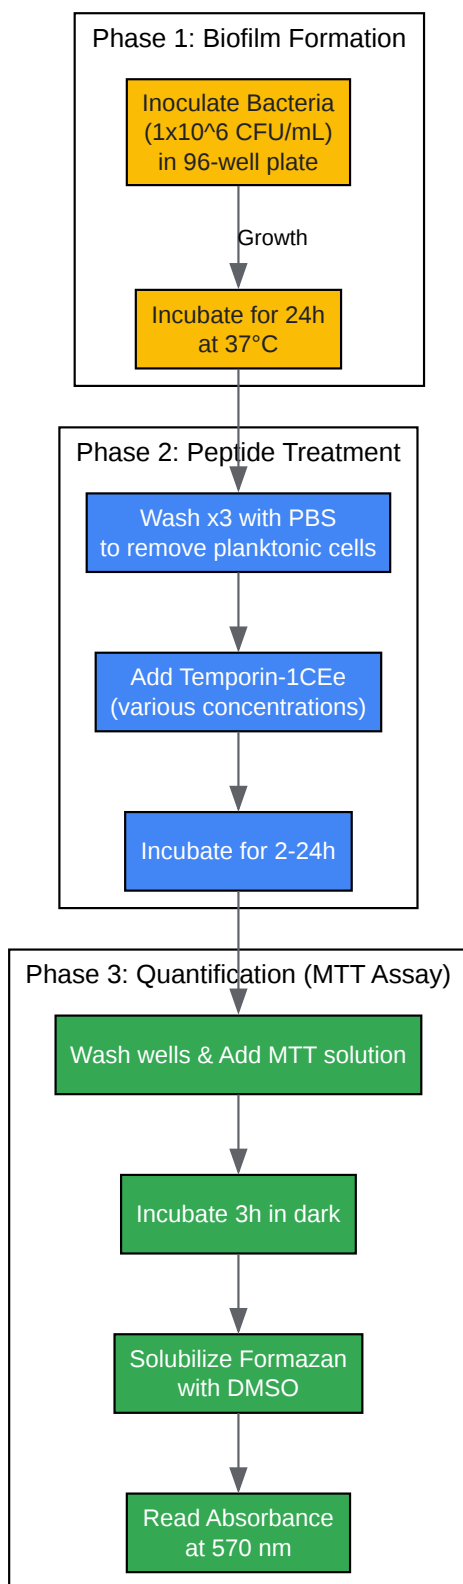 Phase 1: Biofilm Formation
Inoculate Bacteria
(1x10^6 CFU/mL)
in 96-well plate
Growth
Incubate for 24h
at 37°C
Phase 2: Peptide Treatment
Wash x3 with PBS
to remove planktonic cells
Add Temporin-1CEe
(various concentrations)
Incubate for 2-24h
Phase 3: Quantification (MTT Assay)
Wash wells & Add MTT solution
Incubate 3h in dark
Solubilize Formazan
with DMSO
Read Absorbance
at 570 nm